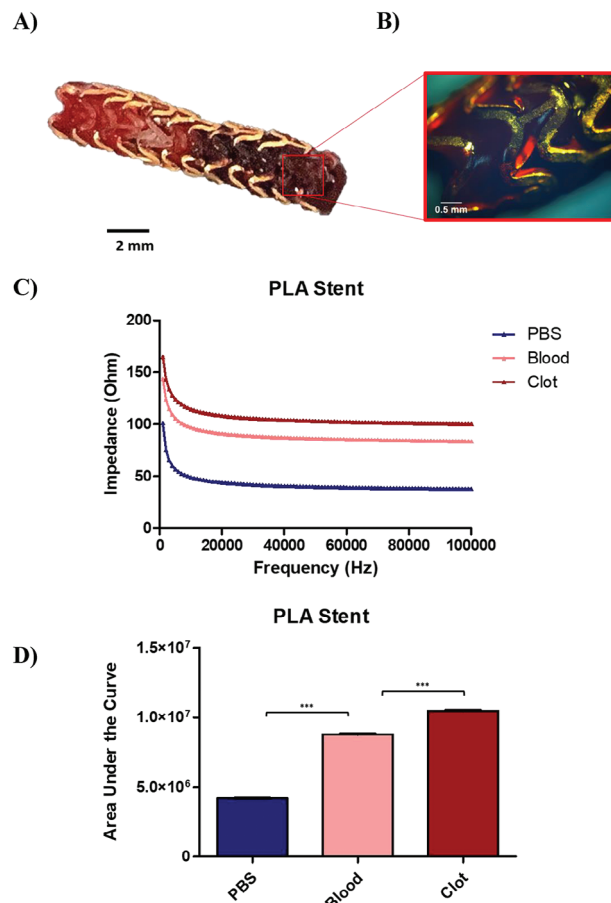 A)
B)
2 mm
0.5 mm
C)
PLA Stent
PBS
Blood
Clot
Impedance (Ohm)
200
150
100
50
0
0
20000
40000
60000
80000
100000
Frequency (Hz)
PLA Stent
D)
Area Under the Curve
1.5×10⁷
1.0×10⁷
5.0×10⁶
0
***
***
PBS
Blood
Clot